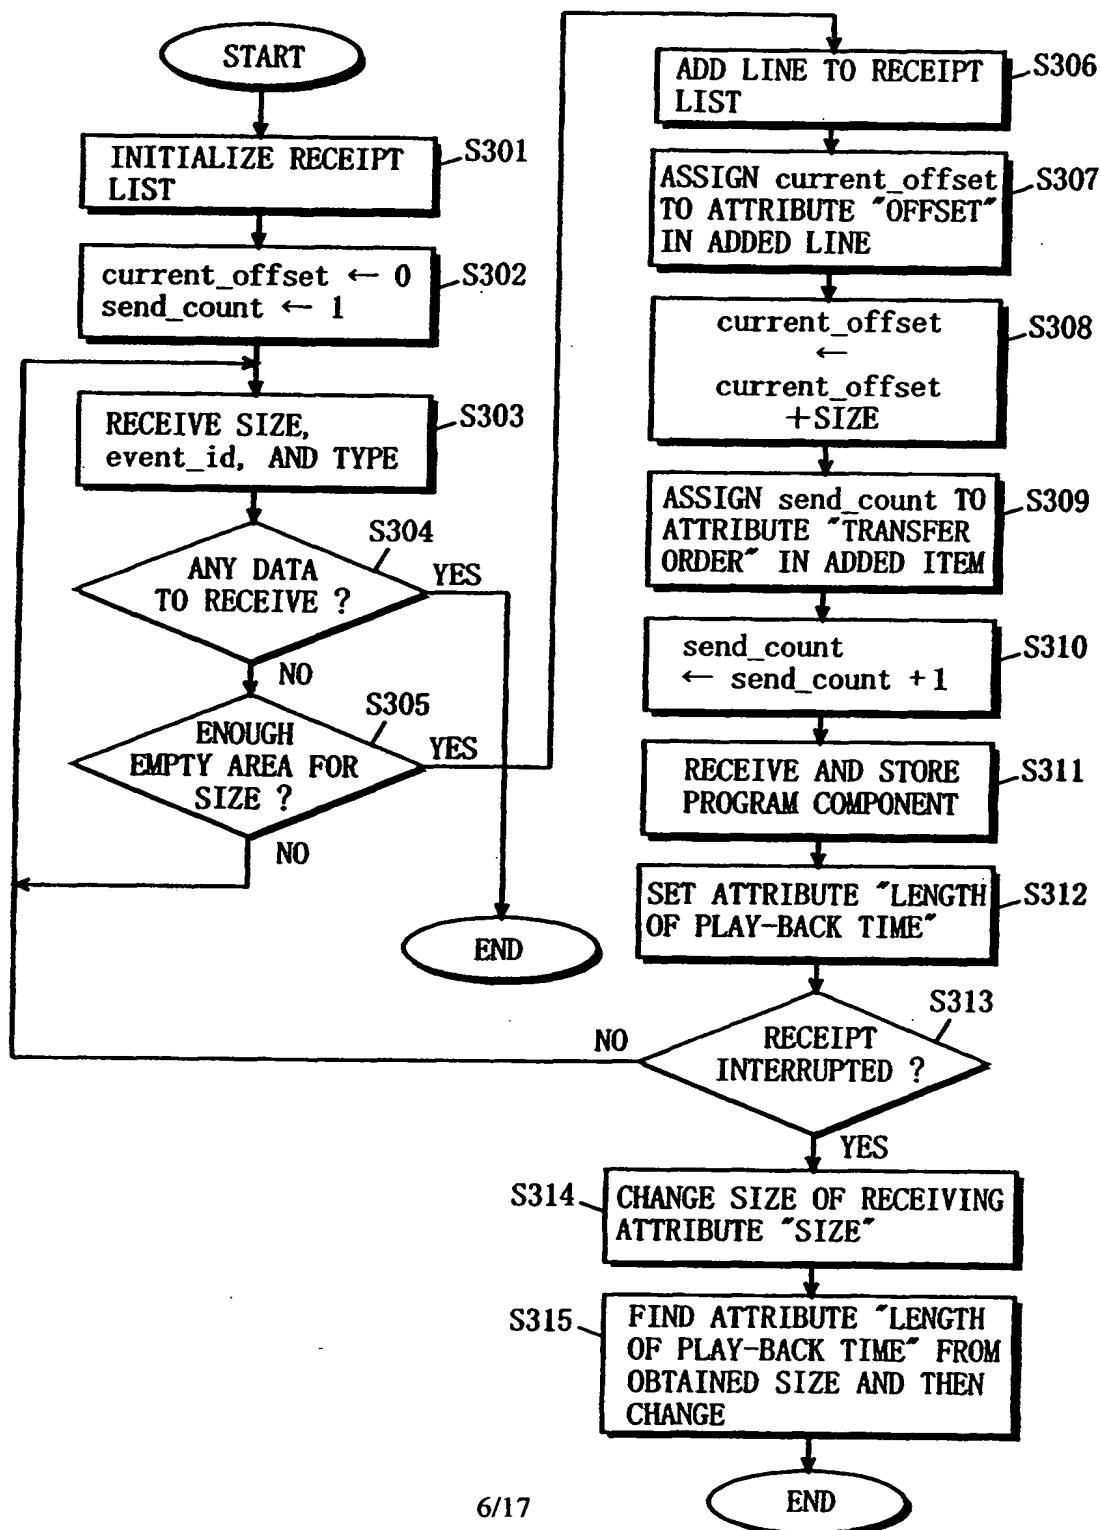 START
INITIALIZE RECEIPT
LIST
S301
current_offset ← 0
send_count ← 1
S302
RECEIVE SIZE,
event_id, AND TYPE
S303
S304
ANY DATA
TO RECEIVE ?
YES
NO
S305
ENOUGH
EMPTY AREA FOR
SIZE ?
YES
NO
END
ADD LINE TO RECEIPT
LIST
S306
ASSIGN current_offset
TO ATTRIBUTE "OFFSET"
IN ADDED LINE
S307
current_offset
←
current_offset
+SIZE
S308
ASSIGN send_count TO
ATTRIBUTE "TRANSFER
ORDER" IN ADDED ITEM
S309
send_count
← send_count +1
S310
RECEIVE AND STORE
PROGRAM COMPONENT
S311
SET ATTRIBUTE "LENGTH
OF PLAY-BACK TIME"
S312
S313
RECEIPT
INTERRUPTED ?
NO
YES
S314
CHANGE SIZE OF RECEIVING
ATTRIBUTE "SIZE"
S315
FIND ATTRIBUTE "LENGTH
OF PLAY-BACK TIME" FROM
OBTAINED SIZE AND THEN
CHANGE
END
6/17